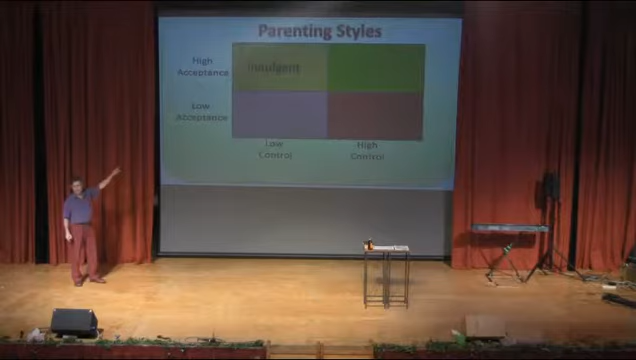 Parenting Styles
High
Acceptance
Indulgent
Low
Acceptance
Low
Control
High
Control